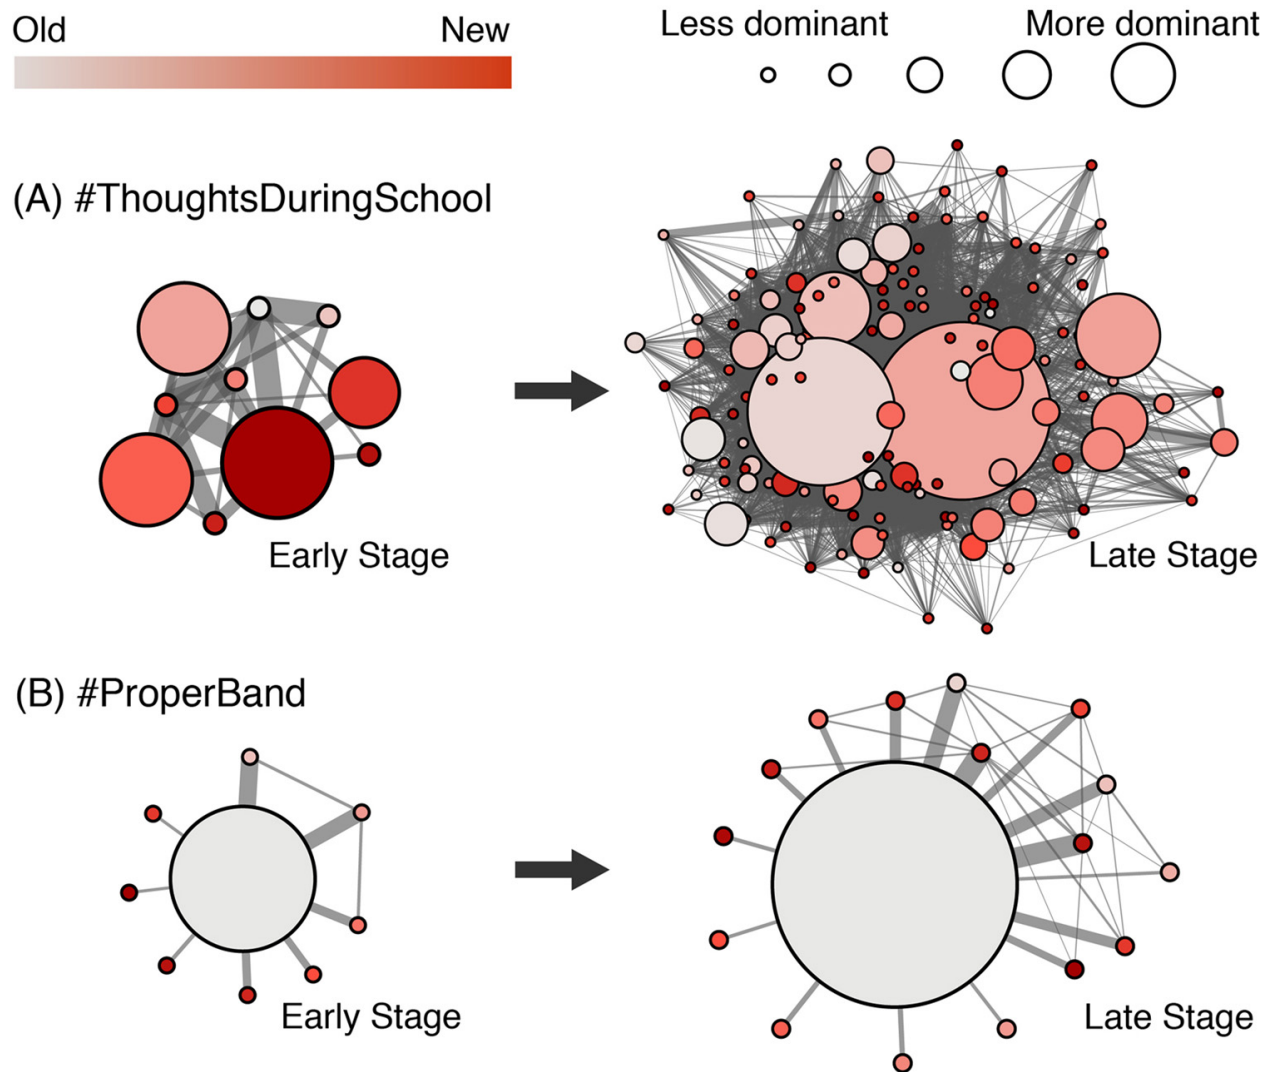 Old New
Less dominant More dominant
(A) #ThoughtsDuringSchool
Early Stage
Late Stage
(B) #ProperBand
Early Stage
Late Stage